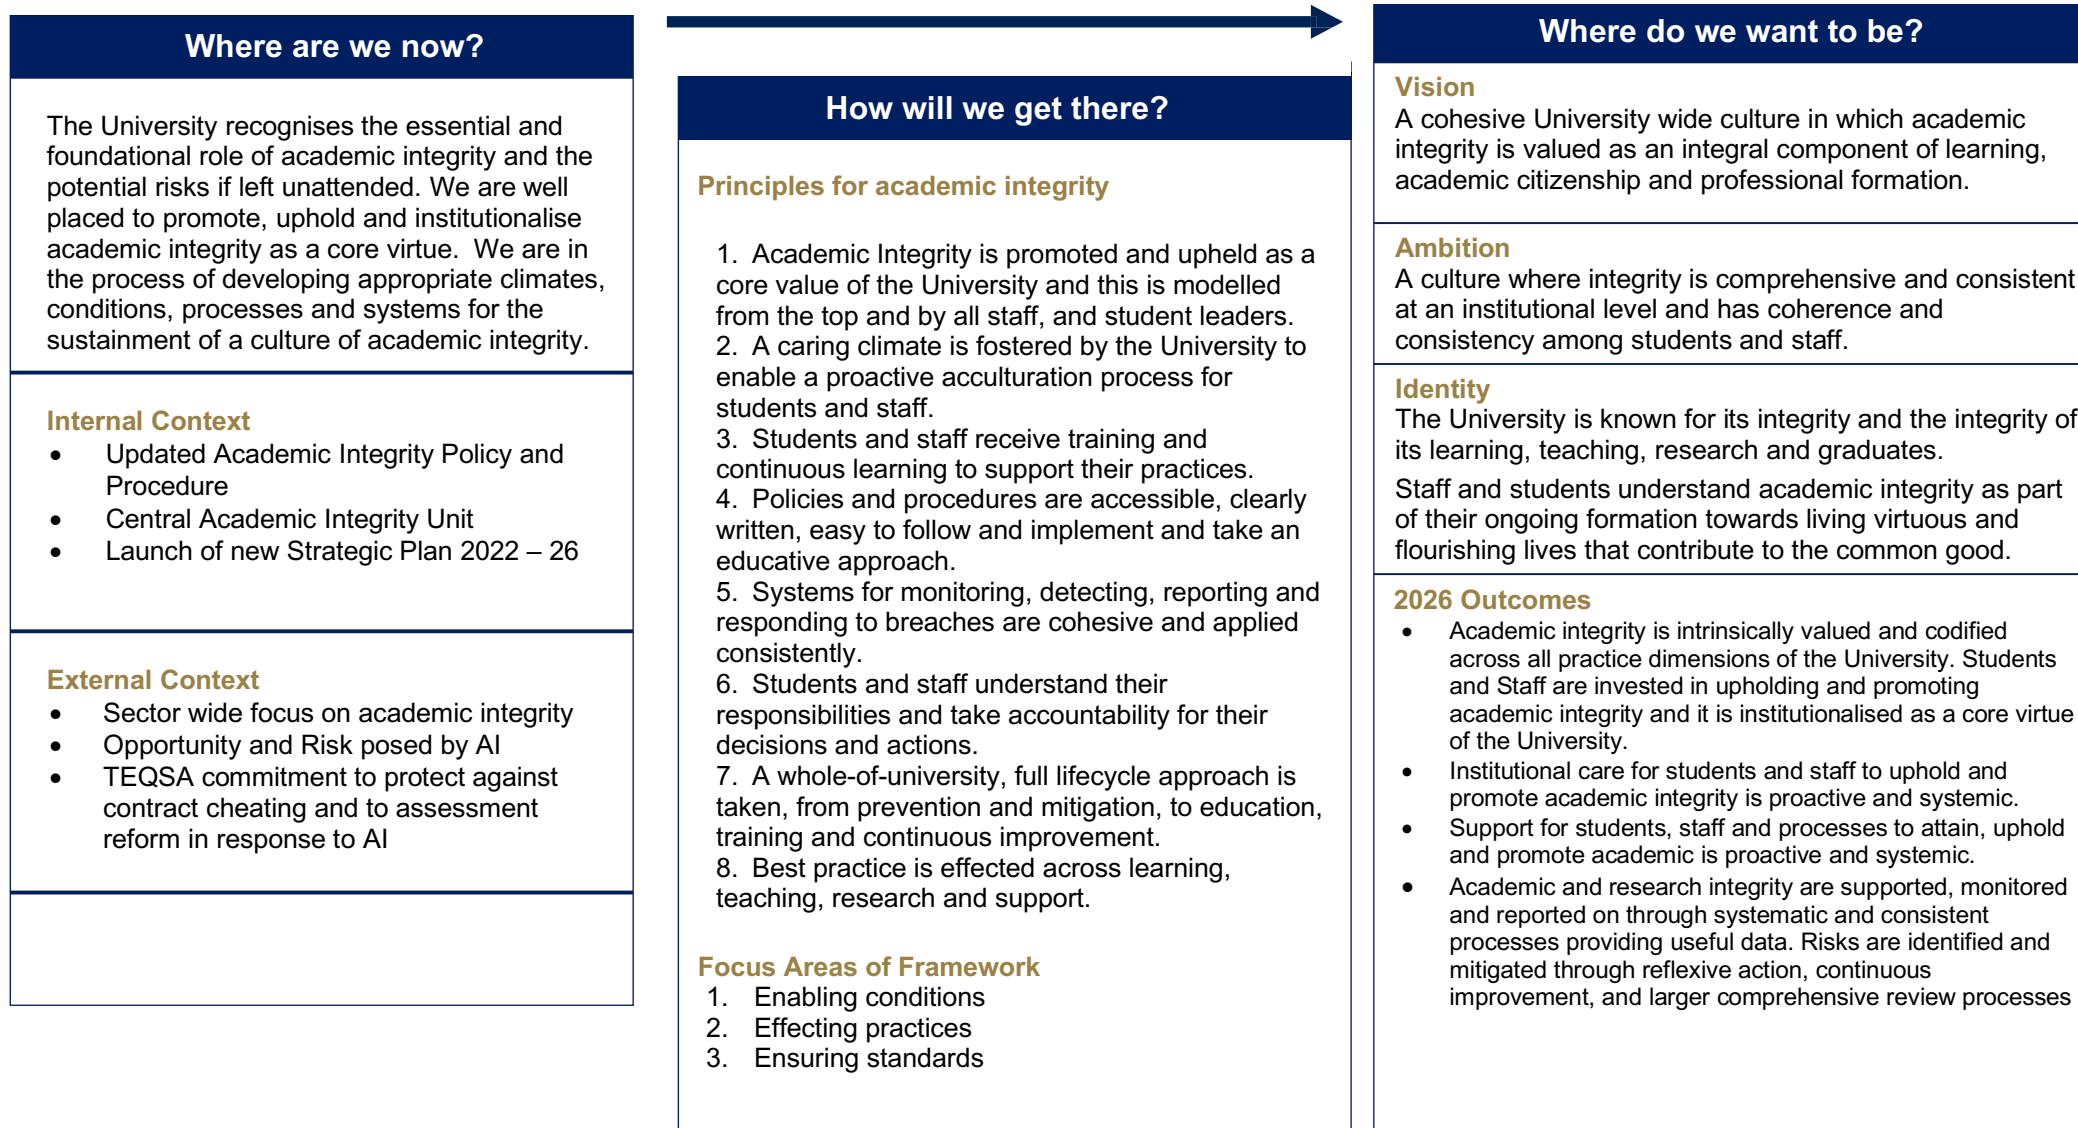 Where are we now?
The University recognises the essential and
foundational role of academic integrity and the
potential risks if left unattended. We are well
placed to promote, uphold and institutionalise
academic integrity as a core virtue.  We are in
the process of developing appropriate climates,
conditions, processes and systems for the
sustainment of a culture of academic integrity.
Internal Context
• Updated Academic Integrity Policy and
Procedure
• Central Academic Integrity Unit
• Launch of new Strategic Plan 2022 – 26
External Context
• Sector wide focus on academic integrity
• Opportunity and Risk posed by AI
• TEQSA commitment to protect against
contract cheating and to assessment
reform in response to AI
How will we get there?
Principles for academic integrity
1. Academic Integrity is promoted and upheld as a
core value of the University and this is modelled
from the top and by all staff, and student leaders.
2. A caring climate is fostered by the University to
enable a proactive acculturation process for
students and staff.
3. Students and staff receive training and
continuous learning to support their practices.
4. Policies and procedures are accessible, clearly
written, easy to follow and implement and take an
educative approach.
5. Systems for monitoring, detecting, reporting and
responding to breaches are cohesive and applied
consistently.
6. Students and staff understand their
responsibilities and take accountability for their
decisions and actions.
7. A whole-of-university, full lifecycle approach is
taken, from prevention and mitigation, to education,
training and continuous improvement.
8. Best practice is effected across learning,
teaching, research and support.
Focus Areas of Framework
1. Enabling conditions
2. Effecting practices
3. Ensuring standards
Where do we want to be?
Vision
A cohesive University wide culture in which academic
integrity is valued as an integral component of learning,
academic citizenship and professional formation.
Ambition
A culture where integrity is comprehensive and consistent
at an institutional level and has coherence and
consistency among students and staff.
Identity
The University is known for its integrity and the integrity of
its learning, teaching, research and graduates.
Staff and students understand academic integrity as part
of their ongoing formation towards living virtuous and
flourishing lives that contribute to the common good.
2026 Outcomes
• Academic integrity is intrinsically valued and codified
across all practice dimensions of the University. Students
and Staff are invested in upholding and promoting
academic integrity and it is institutionalised as a core virtue
of the University.
• Institutional care for students and staff to uphold and
promote academic integrity is proactive and systemic.
• Support for students, staff and processes to attain, uphold
and promote academic is proactive and systemic.
• Academic and research integrity are supported, monitored
and reported on through systematic and consistent
processes providing useful data. Risks are identified and
mitigated through reflexive action, continuous
improvement, and larger comprehensive review processes